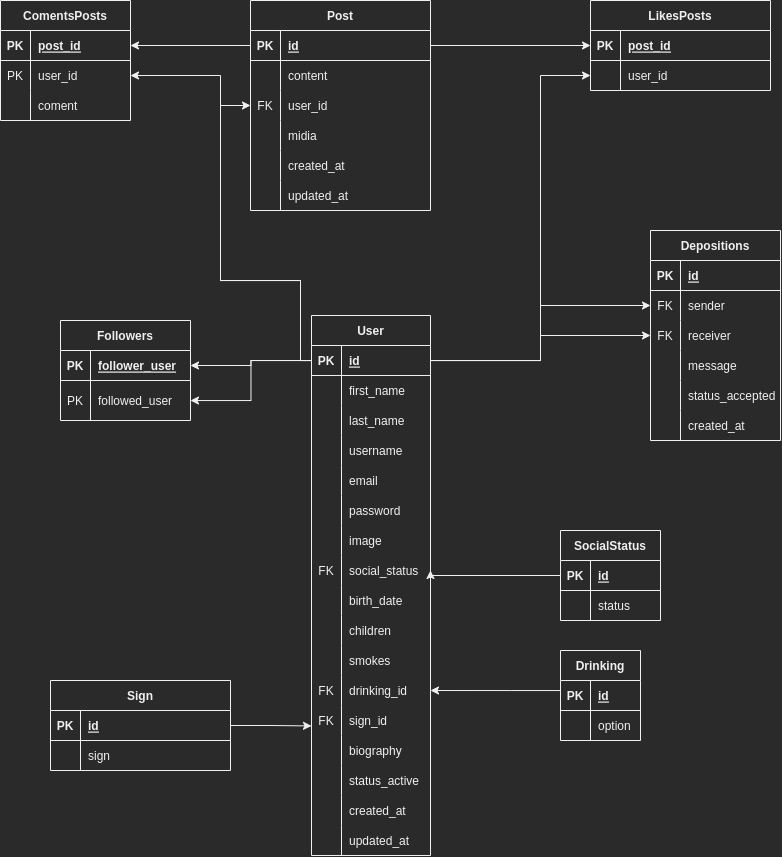 ComentsPosts
PK post_id
PK user_id
coment
Post
PK id
content
FK user_id
midia
created_at
updated_at
LikesPosts
PK post_id
user_id
Depositions
PK id
FK sender
FK receiver
message
status_accepted
created_at
Followers
PK follower_user
PK followed_user
User
PK id
first_name
last_name
username
email
password
image
FK social_status
birth_date
children
smokes
FK drinking_id
FK sign_id
biography
status_active
created_at
updated_at
SocialStatus
PK id
status
Drinking
PK id
option
Sign
PK id
sign